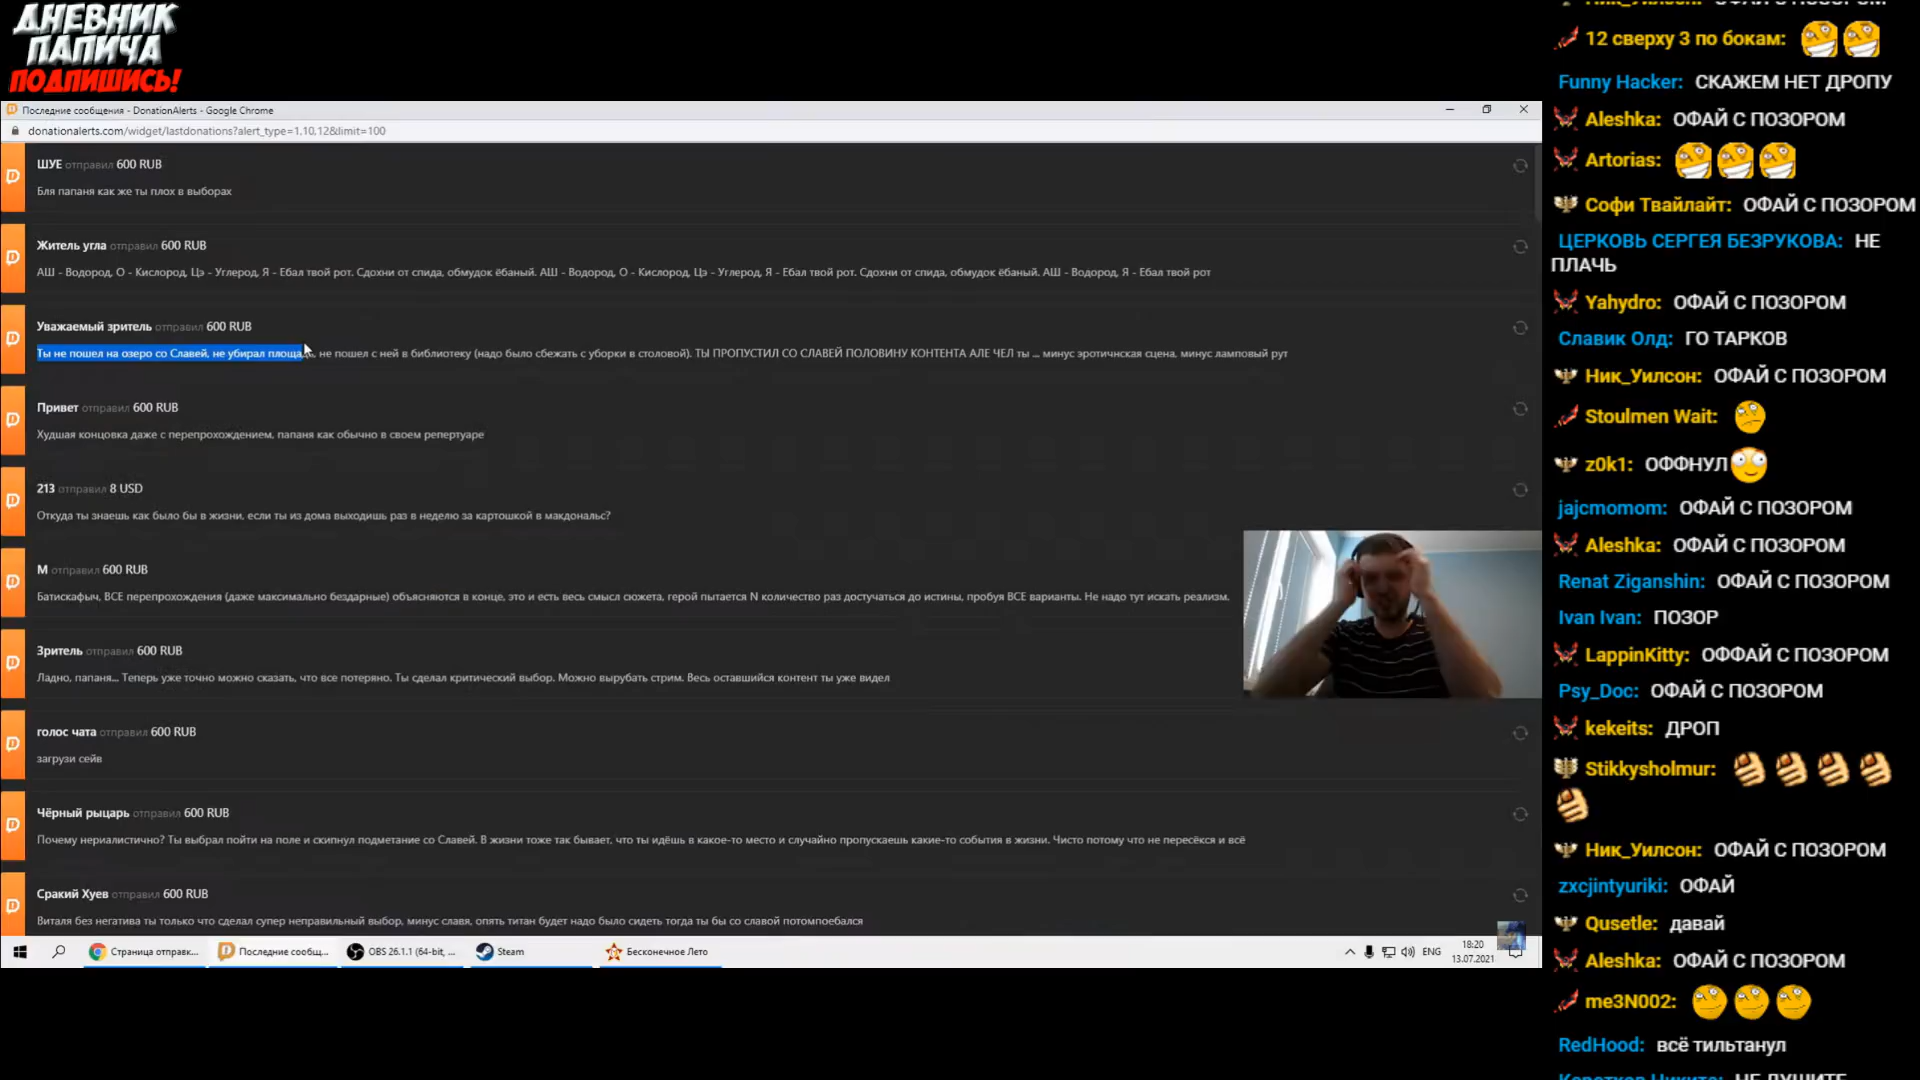 ДНЕВНИК
ПАПИЧА
ПОДПИШИСЬ!
Последние сообщения - DonationAlerts - Google Chrome
donationalerts.com/widget/lastdonations?alert_type=1,10,12&limit=100
ШУЕ отправил 600 RUB
Бля папаня как же ты плох в выборах
Житель угла отправил 600 RUB
АШ - Водород, О - Кислород, Цэ - Углерод, Я - Ебал твой рот. Сдохни от спида, обмудок ёбаный. АШ - Водород, О - Кислород, Цэ - Углерод, Я - Ебал твой рот. Сдохни от спида, обмудок ёбаный. АШ - Водород, Я - Ебал твой рот
Уважаемый зритель отправил 600 RUB
Ты не пошел на озеро со Славей, не убирал площадь, не пошел с ней в библиотеку (надо было сбежать с уборки в столовой). ТЫ ПРОПУСТИЛ СО СЛАВЕЙ ПОЛОВИНУ КОНТЕНТА АЛЕ ЧЕЛ ты ... минус эротичнская сцена, минус ламповый рут
Привет отправил 600 RUB
Худшая концовка даже с перепрохождением, папаня как обычно в своем репертуаре
213 отправил 8 USD
Откуда ты знаешь как было бы в жизни, если ты из дома выходишь раз в неделю за картошкой в макдональс?
М отправил 600 RUB
Батискафыч, ВСЕ перепрохождения (даже максимально бездарные) объясняются в конце, это и есть весь смысл сюжета, герой пытается N количество раз достучаться до истины, пробуя ВСЕ варианты. Не надо тут искать реализм.
Зритель отправил 600 RUB
Ладно, папаня... Теперь уже точно можно сказать, что все потеряно. Ты сделал критический выбор. Можно вырубать стрим. Весь оставшийся контент ты уже видел
голос чата отправил 600 RUB
загрузи сейв
Чёрный рыцарь отправил 600 RUB
Почему нериалистично? Ты выбрал пойти на поле и скипнул подметание со Славей. В жизни тоже так бывает, что ты идёшь в какое-то место и случайно пропускаешь какие-то события в жизни. Чисто потому что не пересёкся и всё
Сракий Хуев отправил 600 RUB
Виталя без негатива ты только что сделал супер неправильный выбор, минус славя, опять титан будет надо было сидеть тогда ты бы со славой потомпоебался
Страница отправк...
Последние сообщ...
OBS 26.1.1 (64-bit, ...
Steam
Бесконечное Лето
ENG
18:20
13.07.2021
12 сверху 3 по бокам:
Funny Hacker: СКАЖЕМ НЕТ ДРОПУ
Aleshka: ОФАЙ С ПОЗОРОМ
Artorias:
Софи Твайлайт: ОФАЙ С ПОЗОРОМ
ЦЕРКОВЬ СЕРГЕЯ БЕЗРУКОВА: НЕ
ПЛАЧЬ
Yahydro: ОФАЙ С ПОЗОРОМ
Славик Олд: ГО ТАРКОВ
Ник_Уилсон: ОФАЙ С ПОЗОРОМ
Stoulmen Wait:
z0k1: ОФФНУЛ
jajcmomom: ОФАЙ С ПОЗОРОМ
Aleshka: ОФАЙ С ПОЗОРОМ
Renat Ziganshin: ОФАЙ С ПОЗОРОМ
Ivan Ivan: ПОЗОР
LappinKitty: ОФФАЙ С ПОЗОРОМ
Psy_Doc: ОФАЙ С ПОЗОРОМ
kekeits: ДРОП
Stikkysholmur:
Ник_Уилсон: ОФАЙ С ПОЗОРОМ
zxcjintyuriki: ОФАЙ
Qusetle: давай
Aleshka: ОФАЙ С ПОЗОРОМ
me3N002:
RedHood: всё тильтанул